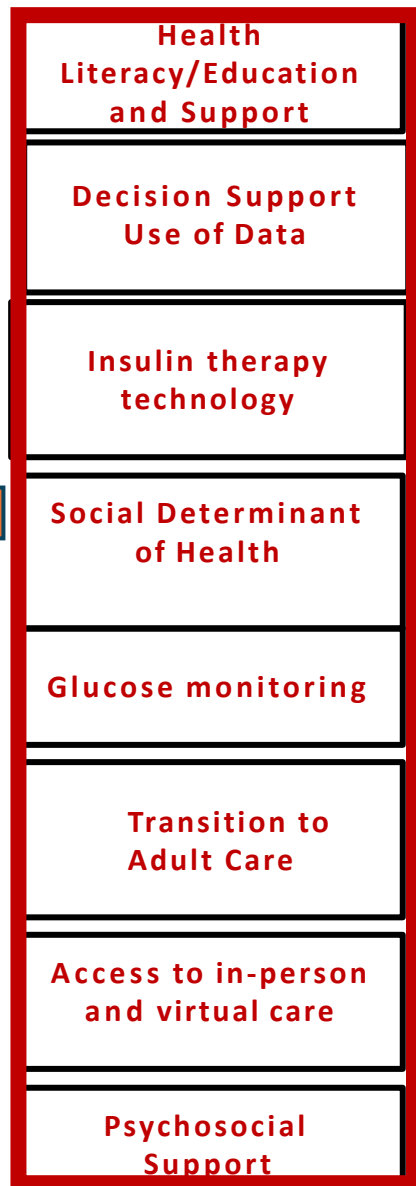 Health
Literacy/Education
and Support
Decision Support
Use of Data
Insulin therapy
technology
Social Determinant
of Health
Glucose monitoring
Transition to
Adult Care
Access to in-person
and virtual care
Psychosocial
Support